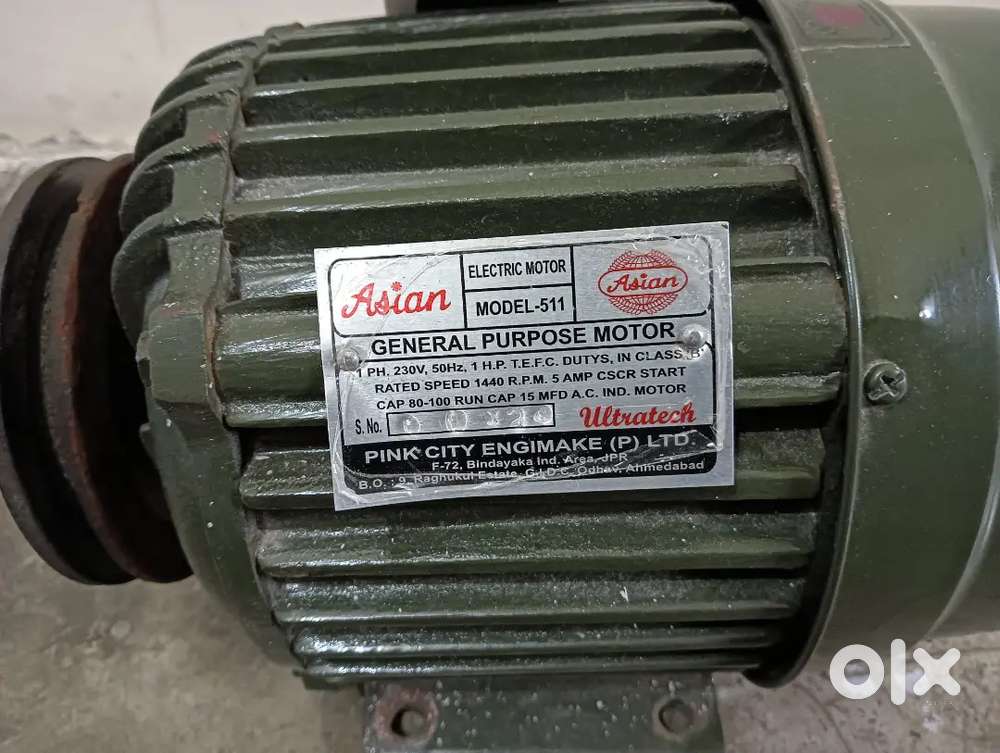 Asian
ELECTRIC MOTOR
MODEL-511
Asian
GENERAL PURPOSE MOTOR
1 PH. 230V, 50Hz, 1 H.P. T.E.F.C. DUTYS, IN CLASS 'B'
RATED SPEED 1440 R.P.M. 5 AMP CSCR START
CAP 80-100 RUN CAP 15 MFD A.C. IND. MOTOR
S. No.
Ultratech
PINK CITY ENGIMAKE (P) LTD.
F-72, Bindayaka Ind. Area, JPR
B.O. : 9, Raghukul Estate, G.I.D.C. Odhav, Ahmedabad
olx